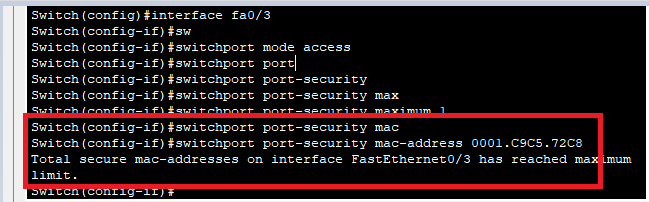 Switch(config)#interface fa0/3
Switch(config-if)#sw
Switch(config-if)#switchport mode access
Switch(config-if)#switchport port
Switch(config-if)#switchport port-security
Switch(config-if)#switchport port-security max
Switch(config-if)#switchport port-security maximum 1
Switch(config-if)#switchport port-security mac
Switch(config-if)#switchport port-security mac-address 0001.C9C5.72C8
Total secure mac-addresses on interface FastEthernet0/3 has reached maximum
limit.
Switch(config-if)#